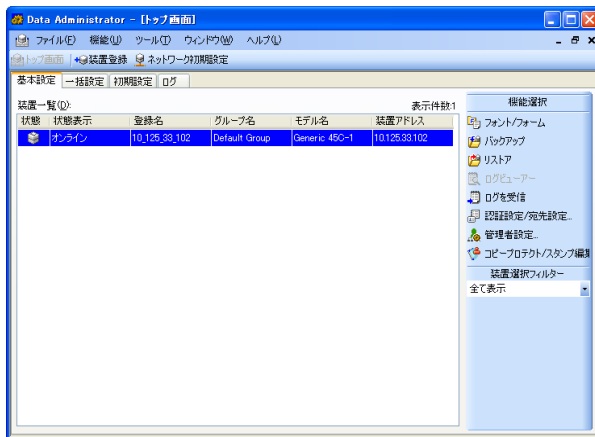 Data Administrator - [トップ画面]
ファイル(F) 機能(U) ツール(T) ウィンドウ(W) ヘルプ(L)
トップ画面 装置登録 ネットワーク初期設定
基本設定 一括設定 初期設定 ログ
装置一覧(D): 表示件数:1
状態 状態表示 登録名 グループ名 モデル名 装置アドレス
オンライン 10_125_33_102 Default Group Generic 45C-1 10.125.33.102
機能選択
フォント/フォーム
バックアップ
リストア
ログビューアー
ログを受信
認証設定/宛先設定...
管理者設定...
コピープロテクト/スタンプ編集
装置選択フィルター
全て表示